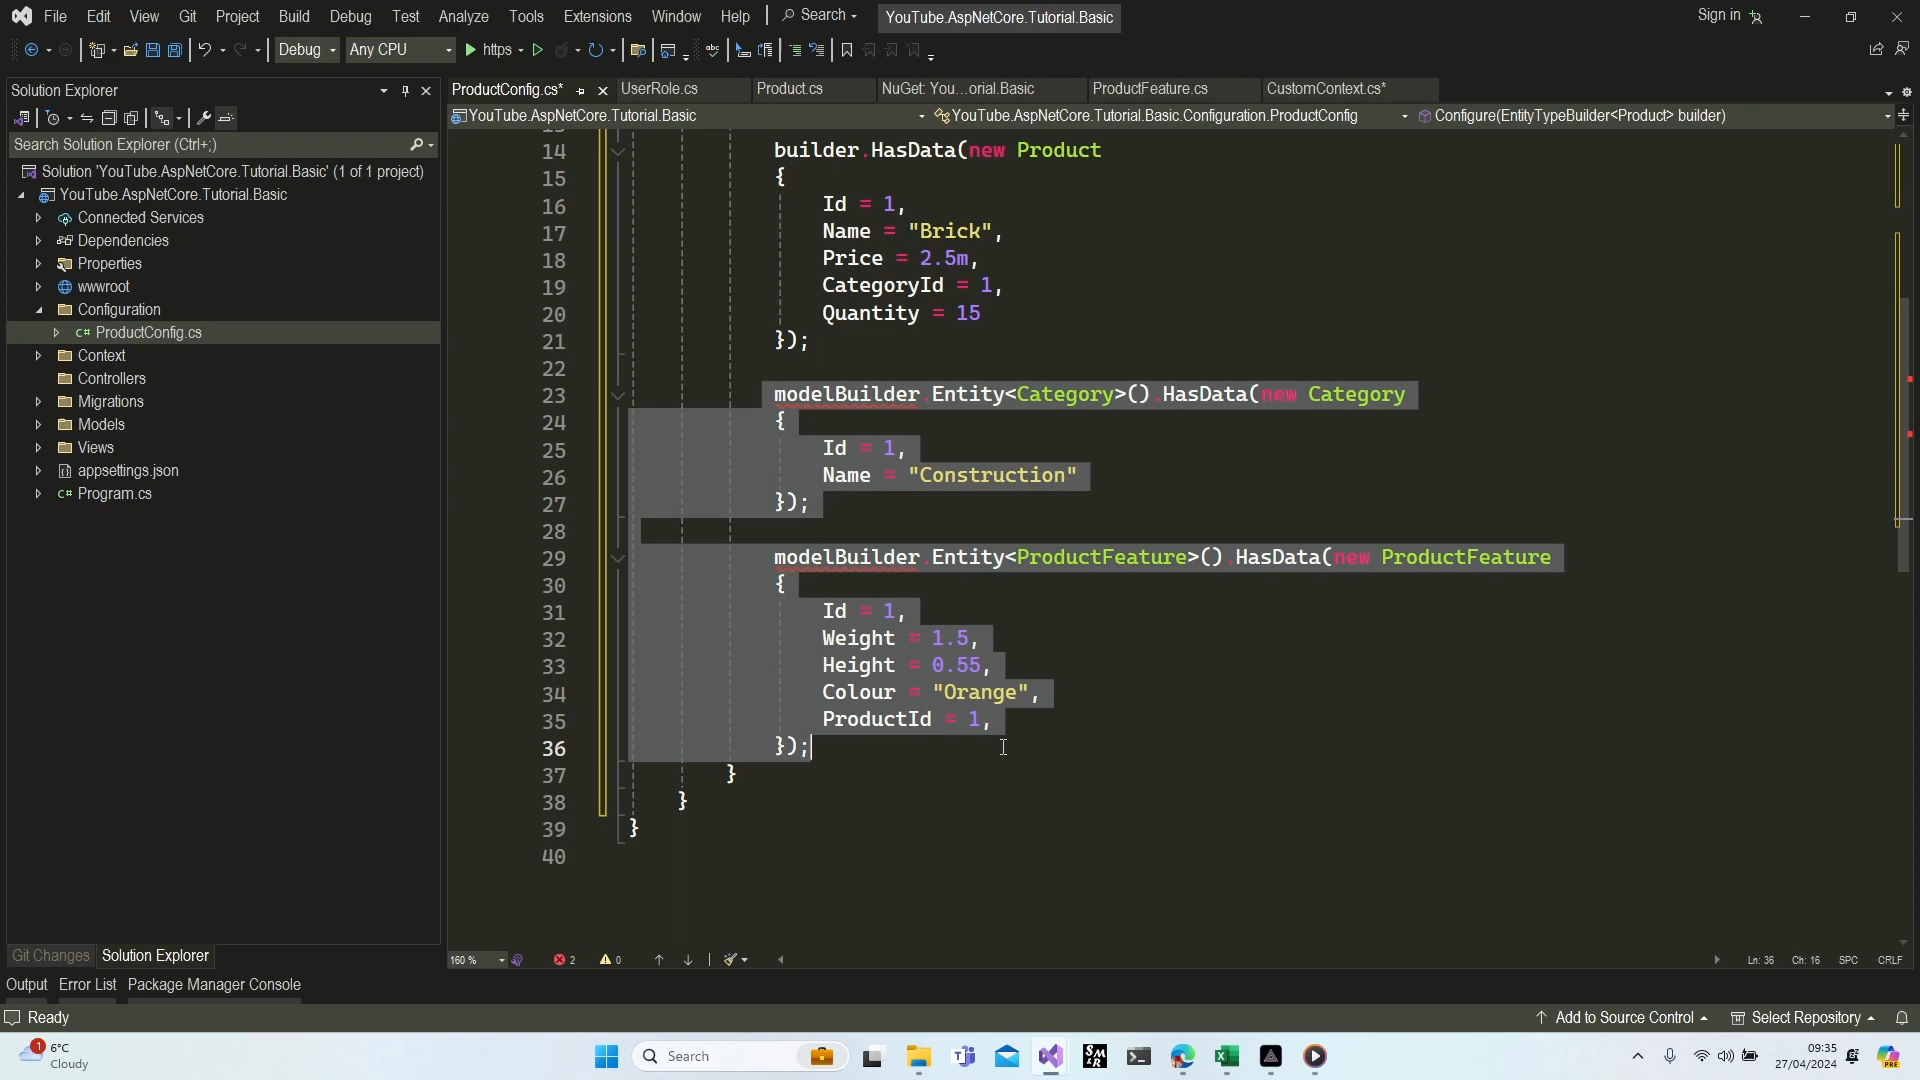 File Edit View Git Project Build Debug Test Analyze Tools Extensions Window Help Search YouTube.AspNetCore.Tutorial.Basic Sign in
Debug Any CPU https
Solution Explorer
Search Solution Explorer (Ctrl+;)
Solution 'YouTube.AspNetCore.Tutorial.Basic' (1 of 1 project)
YouTube.AspNetCore.Tutorial.Basic
Connected Services
Dependencies
Properties
wwwroot
Configuration
C# ProductConfig.cs
Context
Controllers
Migrations
Models
Views
appsettings.json
C# Program.cs
Git Changes Solution Explorer
ProductConfig.cs* UserRole.cs Product.cs NuGet: You...orial.Basic ProductFeature.cs CustomContext.cs*
YouTube.AspNetCore.Tutorial.Basic YouTube.AspNetCore.Tutorial.Basic.Configuration.ProductConfig Configure(EntityTypeBuilder<Product> builder)
14 builder.HasData(new Product
15 {
16 Id = 1,
17 Name = "Brick",
18 Price = 2.5m,
19 CategoryId = 1,
20 Quantity = 15
21 });
22
23 modelBuilder.Entity<Category>().HasData(new Category
24 {
25 Id = 1,
26 Name = "Construction"
27 });
28
29 modelBuilder.Entity<ProductFeature>().HasData(new ProductFeature
30 {
31 Id = 1,
32 Weight = 1.5,
33 Height = 0.55,
34 Colour = "Orange",
35 ProductId = 1,
36 });
37 }
38 }
39 }
40
160 % 2 0 Ln: 36 Ch: 16 SPC CRLF
Output Error List Package Manager Console
Ready Add to Source Control Select Repository
1 6°C
Cloudy
Search
09:35
27/04/2024
PRE